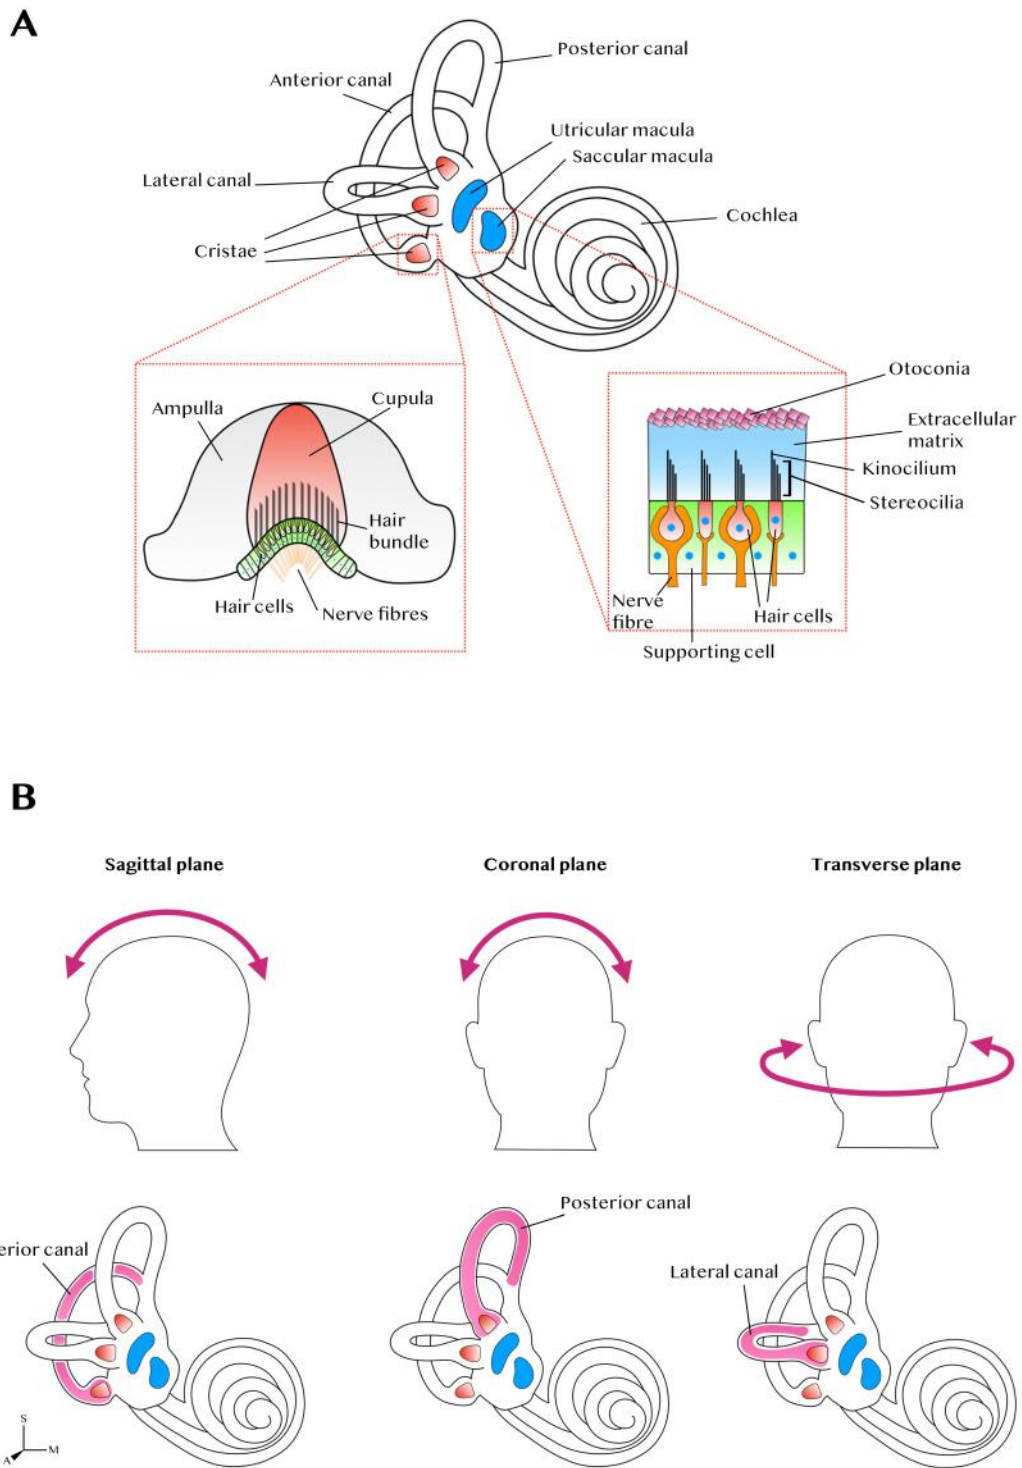 A
Posterior canal
Anterior canal
Utricular macula
Saccular macula
Lateral canal
Cochlea
Cristae
Otoconia
Ampulla
Cupula
Extracellular
matrix
Kinocilium
Stereocilia
Hair
bundle
Hair cells
Nerve fibres
Nerve
fibre
Hair cells
Supporting cell
B
Sagittal plane
Coronal plane
Transverse plane
erior canal
Posterior canal
Lateral canal
S
M
A